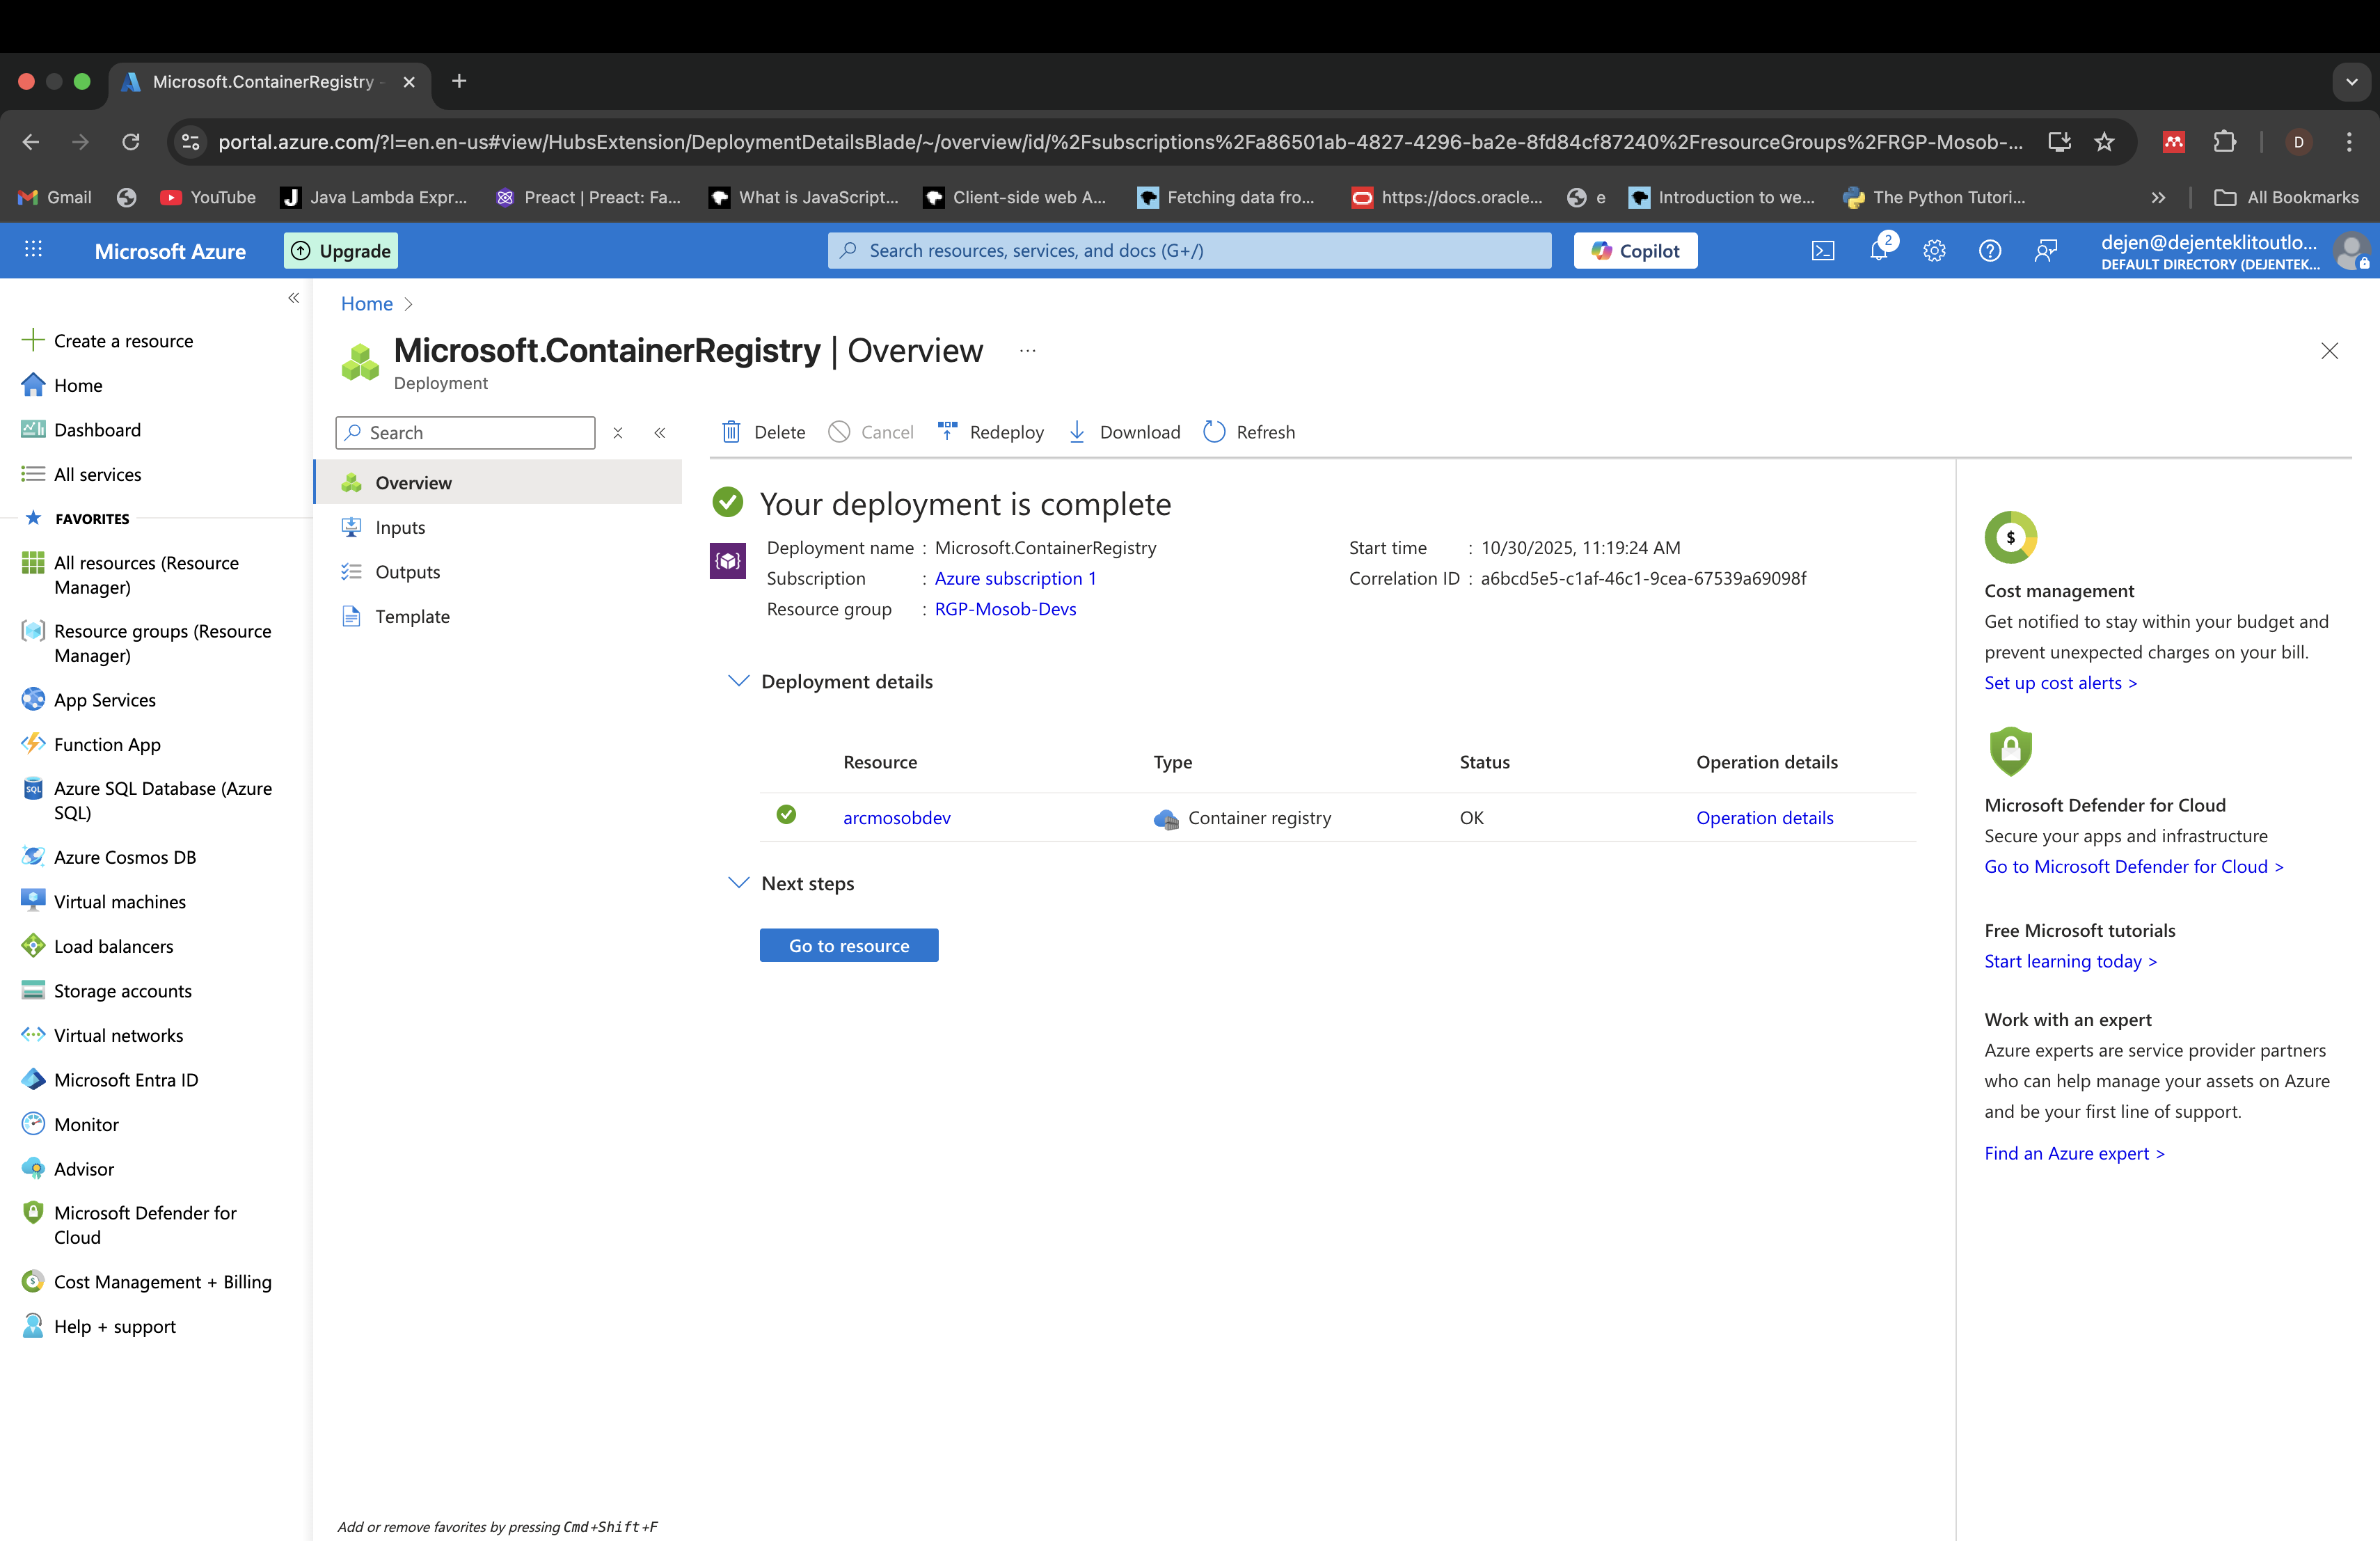 Microsoft.ContainerRegistry -
portal.azure.com/?l=en.en-us#view/HubsExtension/DeploymentDetailsBlade/~/overview/id/%2Fsubscriptions%2Fa86501ab-4827-4296-ba2e-8fd84cf87240%2FresourceGroups%2FRGP-Mosob-...
D
Gmail
YouTube
J Java Lambda Expr...
Preact | Preact: Fa...
What is JavaScript...
Client-side web A...
Fetching data fro...
https://docs.oracle...
e
Introduction to we...
The Python Tutori...
All Bookmarks
Microsoft Azure
Upgrade
Search resources, services, and docs (G+/)
Copilot
2
dejen@dejenteklitoutlo...
DEFAULT DIRECTORY (DEJENTEK...
Create a resource
Home
Dashboard
All services
FAVORITES
All resources (Resource
Manager)
Resource groups (Resource
Manager)
App Services
Function App
SQL
Azure SQL Database (Azure
SQL)
Azure Cosmos DB
Virtual machines
Load balancers
Storage accounts
Virtual networks
Microsoft Entra ID
Monitor
Advisor
Microsoft Defender for
Cloud
Cost Management + Billing
Help + support
Home >
Microsoft.ContainerRegistry | Overview ...
Deployment
Search
Overview
Inputs
Outputs
Template
Add or remove favorites by pressing Cmd+Shift+F
Delete
Cancel
Redeploy
Download
Refresh
Your deployment is complete
Deployment name : Microsoft.ContainerRegistry
Subscription : Azure subscription 1
Resource group : RGP-Mosob-Devs
Start time : 10/30/2025, 11:19:24 AM
Correlation ID : a6bcd5e5-c1af-46c1-9cea-67539a69098f
Deployment details
Resource Type Status Operation details
arcmosobdev Container registry OK Operation details
Next steps
Go to resource
$
Cost management
Get notified to stay within your budget and
prevent unexpected charges on your bill.
Set up cost alerts >
Microsoft Defender for Cloud
Secure your apps and infrastructure
Go to Microsoft Defender for Cloud >
Free Microsoft tutorials
Start learning today >
Work with an expert
Azure experts are service provider partners
who can help manage your assets on Azure
and be your first line of support.
Find an Azure expert >